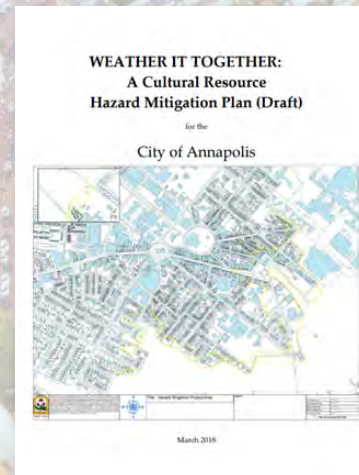 WEATHER IT TOGETHER:
A Cultural Resource
Hazard Mitigation Plan (Draft)
for the
City of Annapolis
March 2018